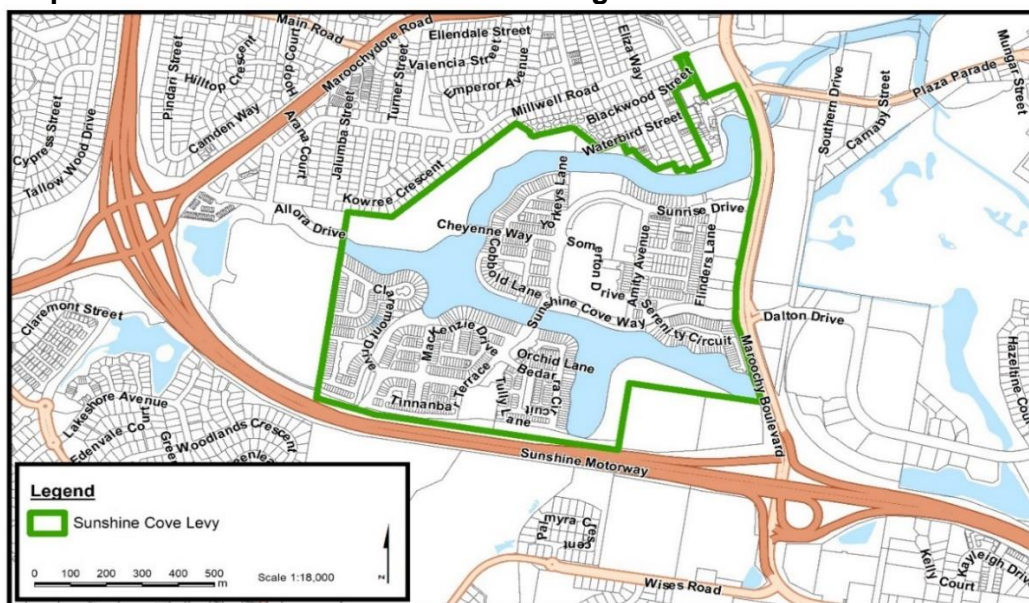 Main Road
Ellendale Street
Valencia Street
Emperor Avenue
Eliza Way
Pindari Street
Hilltop Crescent
Hoop Court
Maroochydore Road
Turner Street
Camden Way
Arana Court
Jalumba Street
Millwell Road
Blackwood Street
Waterbird Street
Cypress Street
Tallow Wood Drive
Southern Drive
Plaza Parade
Mungar Street
Carnaby Street
Kowree Crescent
Allora Drive
Cheyenne Way
Yorkeys Lane
Sunrise Drive
Cobbold Lane
Somerton Drive
Amity Avenue
Flinders Lane
Claremount Drive
Sunshine Cove Way
Serenity Circuit
Dalton Drive
Maroochy Boulevard
Hazeltine Court
Claremont Street
Mackenzie Drive
Orchid Lane
Bedarra Circuit
Tinnanbar Terrace
Tully Lane
Lakeshore Avenue
Edenvale Court
Woodlands Crescent
Sunshine Motorway
Palmyra Crescent
Wises Road
Kelly Court
Kayleigh Drive
Legend
Sunshine Cove Levy
0 100 200 300 400 500
m
Scale 1:18,000
N